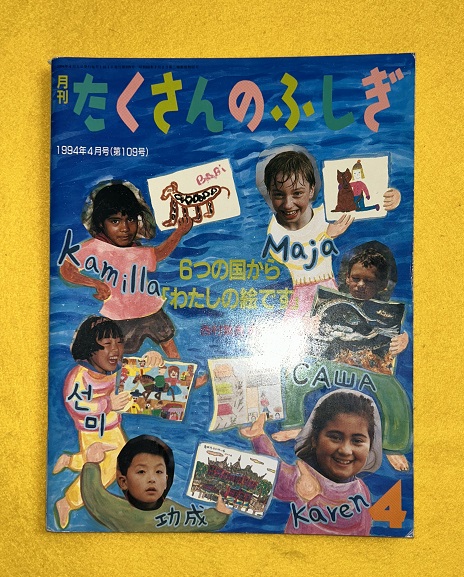 月刊
たくさんのふしぎ
1994年4月号(第109号)
BABi
Kamilla
Maja
6つの国から
『わたしの絵です』
선미
САША
功成
Karen
4